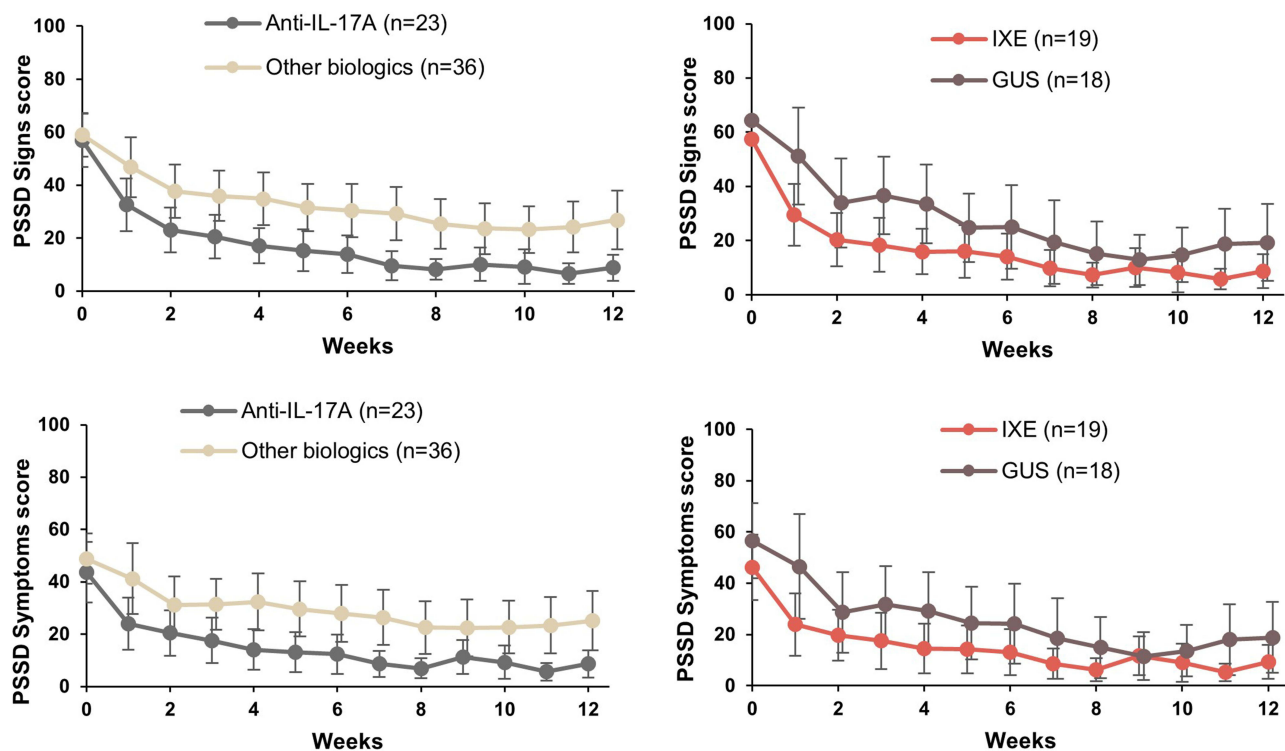 Anti-IL-17A (n=23)
Other biologics (n=36)
PSSD Signs score
100
80
60
40
20
0
0 2 4 6 8 10 12
Weeks
IXE (n=19)
GUS (n=18)
PSSD Signs score
100
80
60
40
20
0
0 2 4 6 8 10 12
Weeks
Anti-IL-17A (n=23)
Other biologics (n=36)
PSSD Symptoms score
100
80
60
40
20
0
0 2 4 6 8 10 12
Weeks
IXE (n=19)
GUS (n=18)
PSSD Symptoms score
100
80
60
40
20
0
0 2 4 6 8 10 12
Weeks